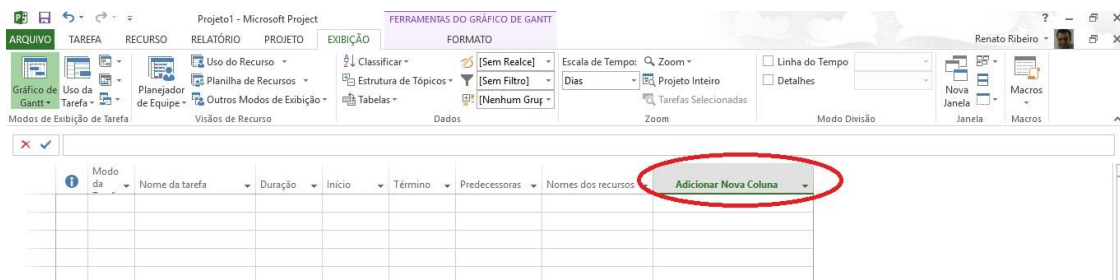 Projeto1 - Microsoft Project
FERRAMENTAS DO GRÁFICO DE GANTT
?
ARQUIVO TAREFA RECURSO RELATÓRIO PROJETO EXIBIÇÃO FORMATO Renato Ribeiro
Gráfico de Gantt
Uso da Tarefa
Planejador de Equipe
Uso do Recurso
Planilha de Recursos
Outros Modos de Exibição
Classificar
Estrutura de Tópicos
Tabelas
[Sem Realce]
[Sem Filtro]
[Nenhum Grup
Escala de Tempo:
Dias
Zoom
Projeto Inteiro
Tarefas Selecionadas
Linha do Tempo
Detalhes
Nova Janela
Macros
Modos de Exibição de Tarefa Visões de Recurso Dados Zoom Modo Divisão Janela Macros
Modo da
Nome da tarefa Duração Início Término Predecessoras Nomes dos recursos Adicionar Nova Coluna